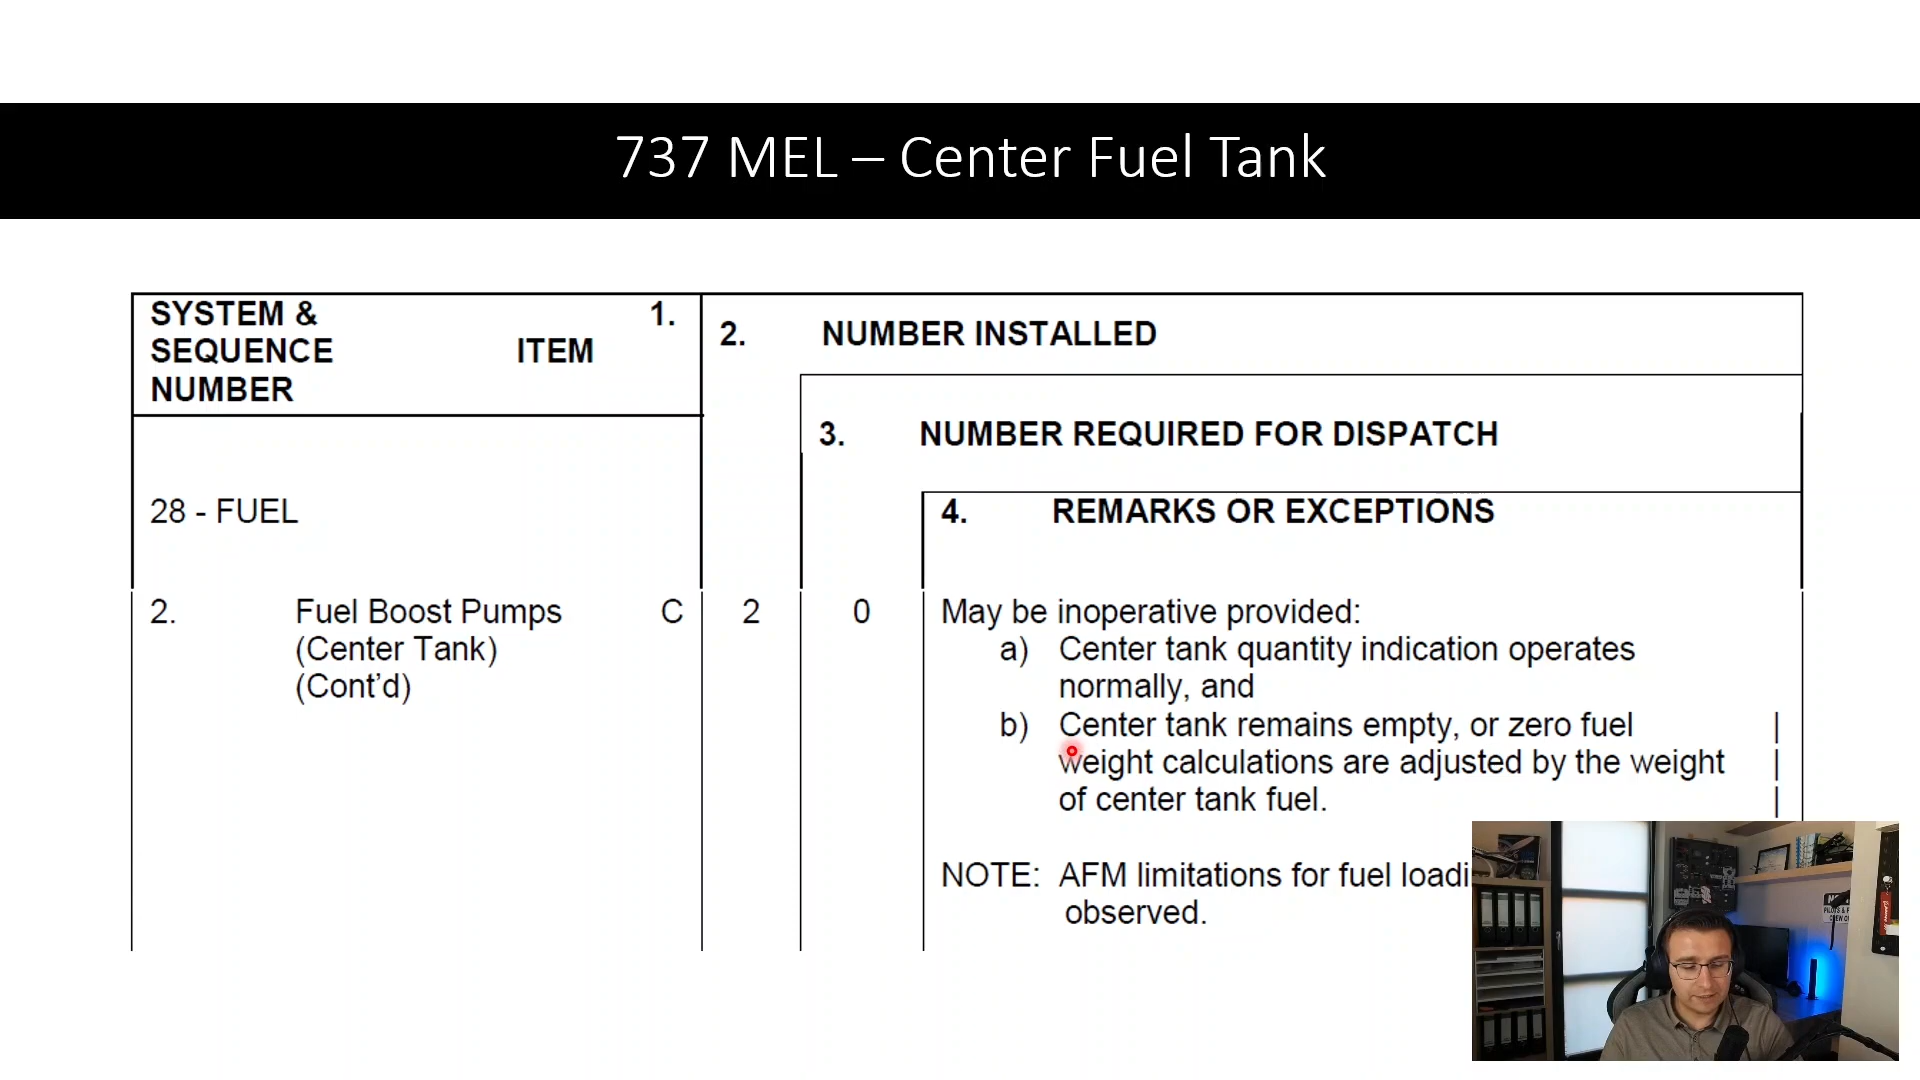 737 MEL – Center Fuel Tank
SYSTEM & 1.
SEQUENCE ITEM
NUMBER
2. NUMBER INSTALLED
3. NUMBER REQUIRED FOR DISPATCH
28 - FUEL
4. REMARKS OR EXCEPTIONS
2. Fuel Boost Pumps C 2 0 May be inoperative provided:
(Center Tank) a) Center tank quantity indication operates
(Cont'd) normally, and
b) Center tank remains empty, or zero fuel |
weight calculations are adjusted by the weight |
of center tank fuel. |
NOTE: AFM limitations for fuel loadi
observed.